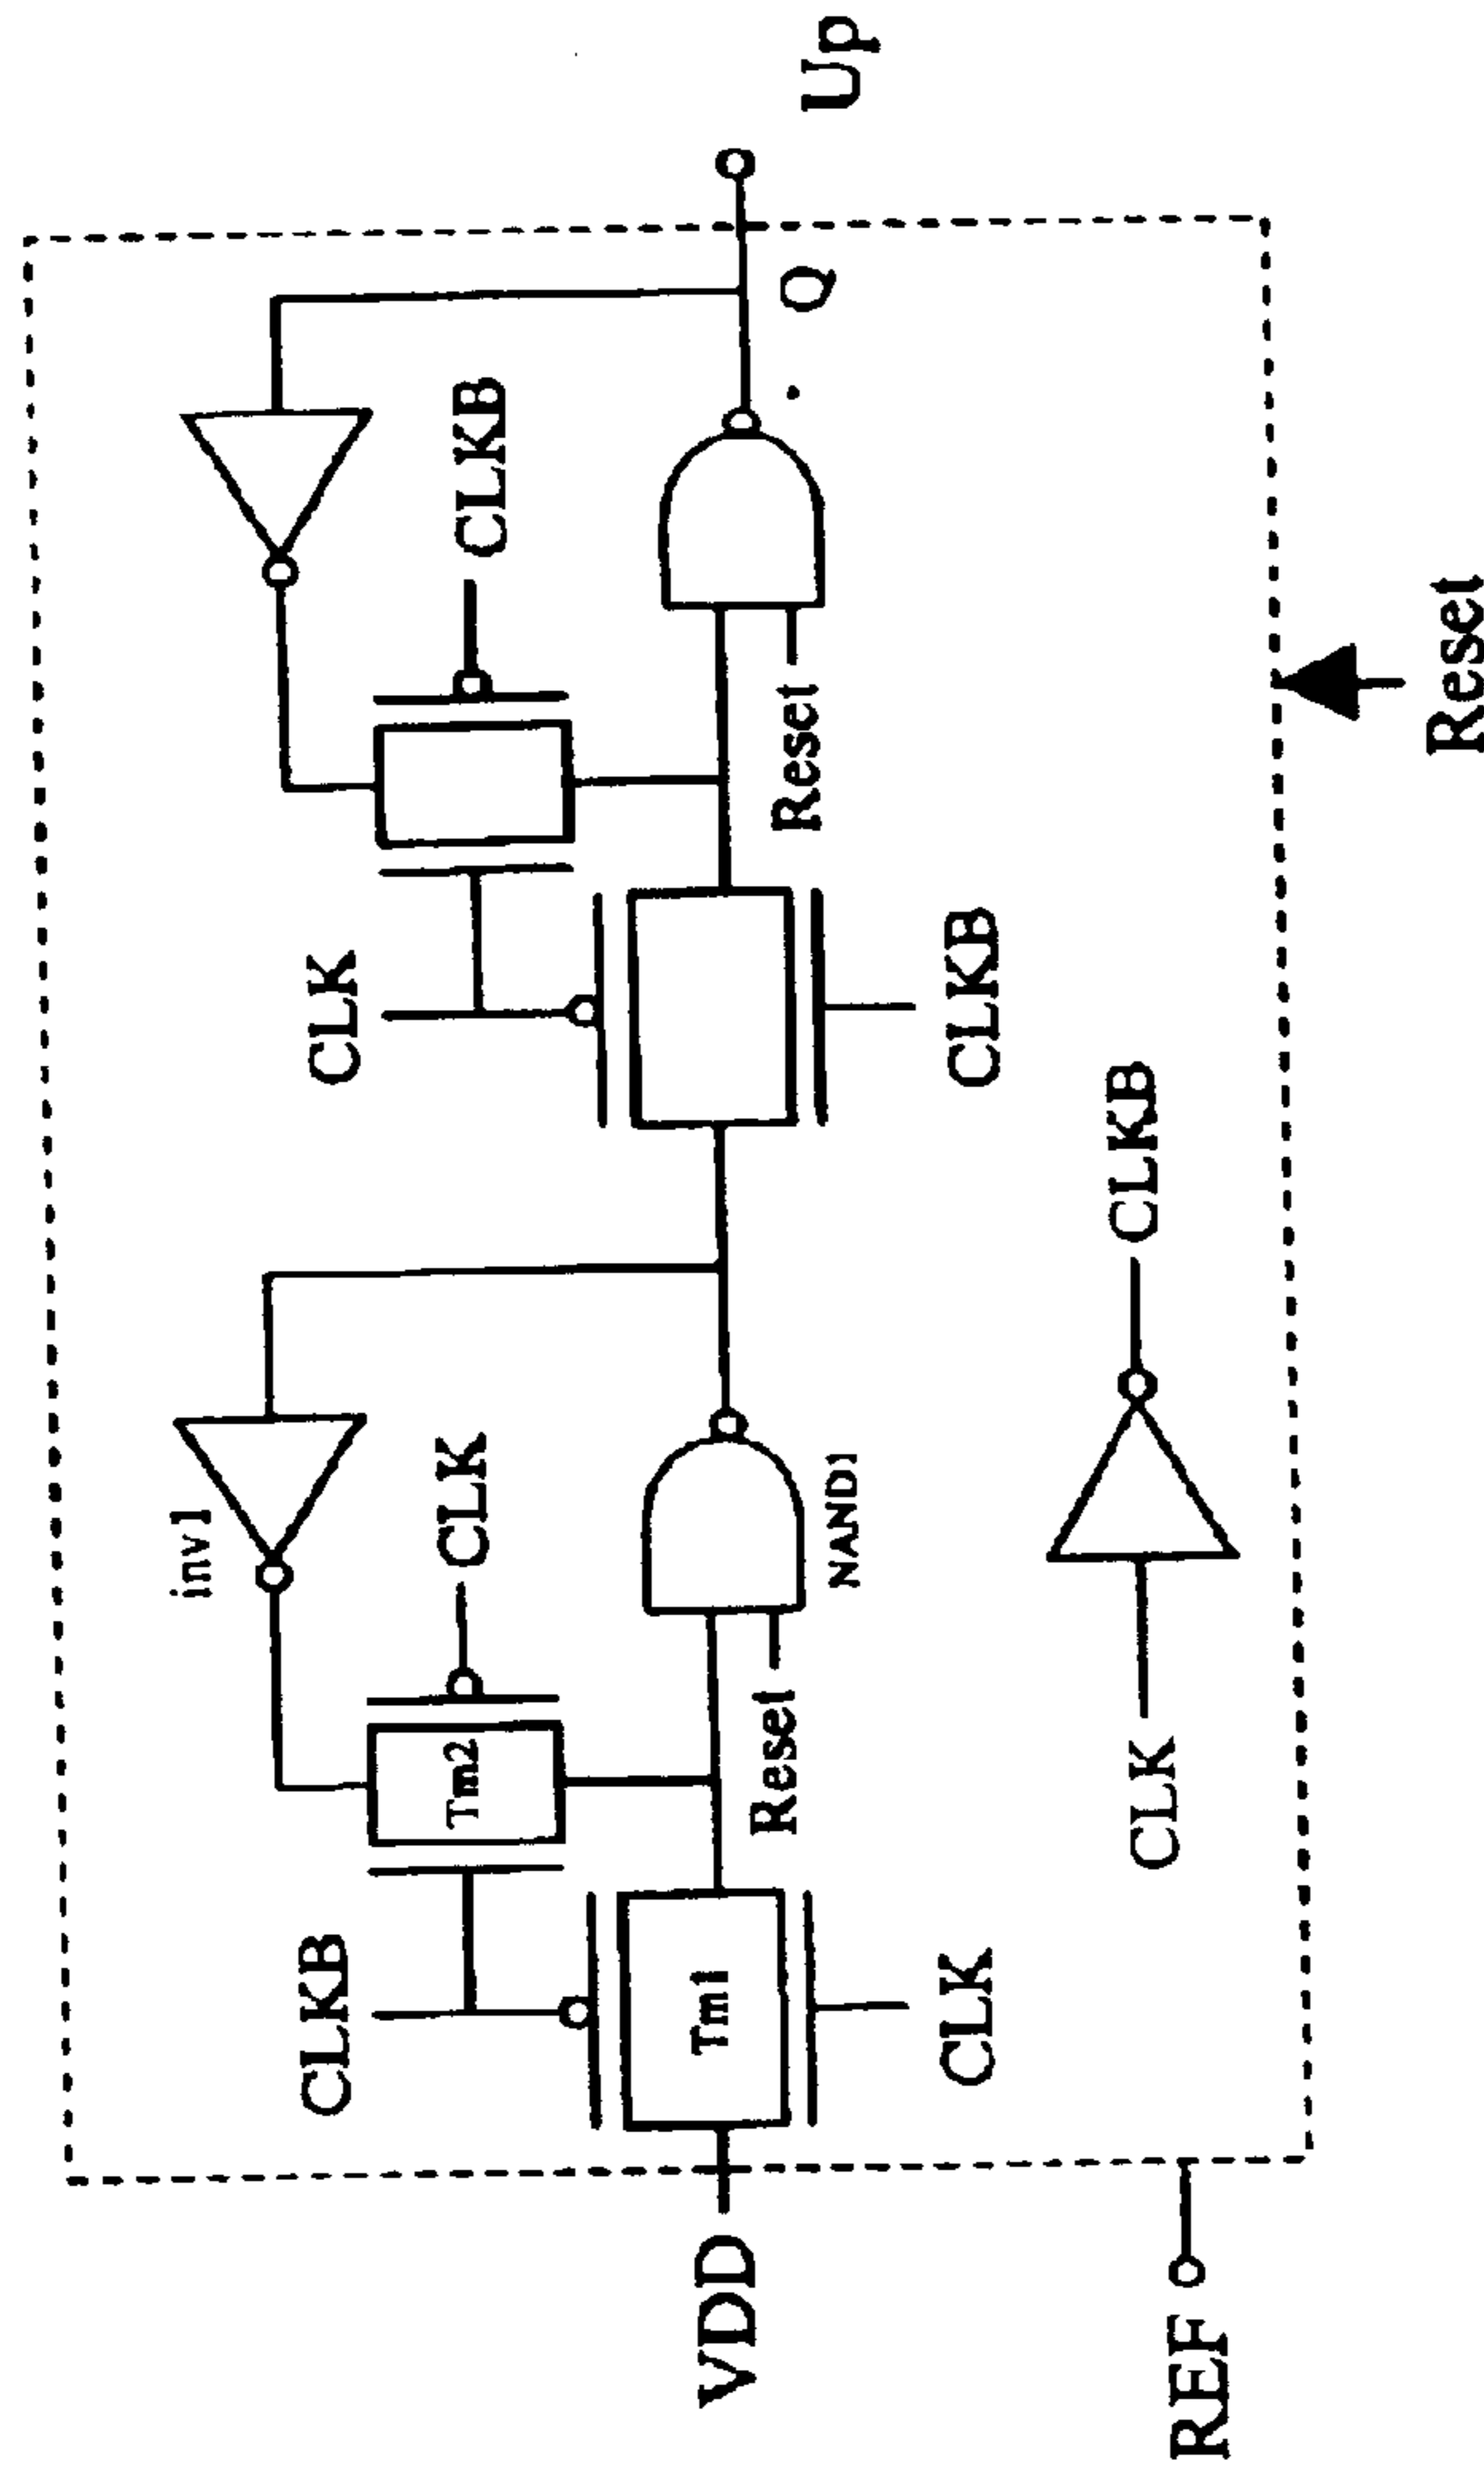 inv1
CLKB
CLK
CLK
CLKB
VDD
Tm1
Tm2
Q
Up
Reset
Reset
NAND1
CLK
CLKB
CLK
CLKB
REF
Reset